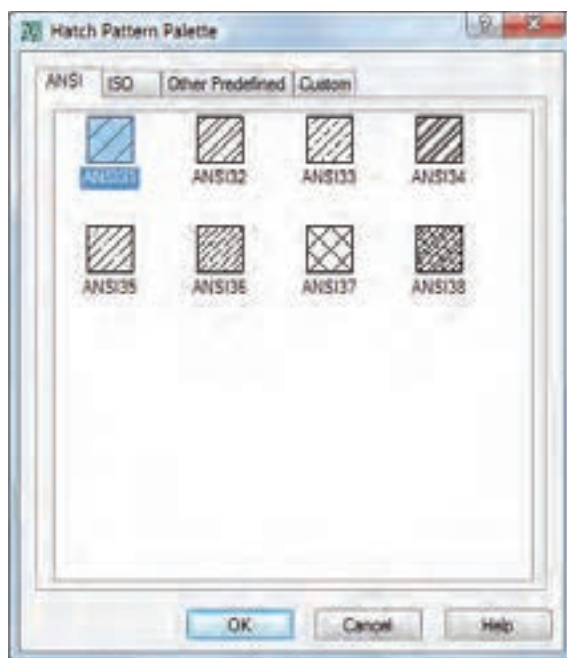 Hatch Pattern Palette
ANSI ISO Other Predefined Custom
ANSI31 ANSI32 ANSI33 ANSI34
ANSI35 ANSI36 ANSI37 ANSI38
OK Cancel Help